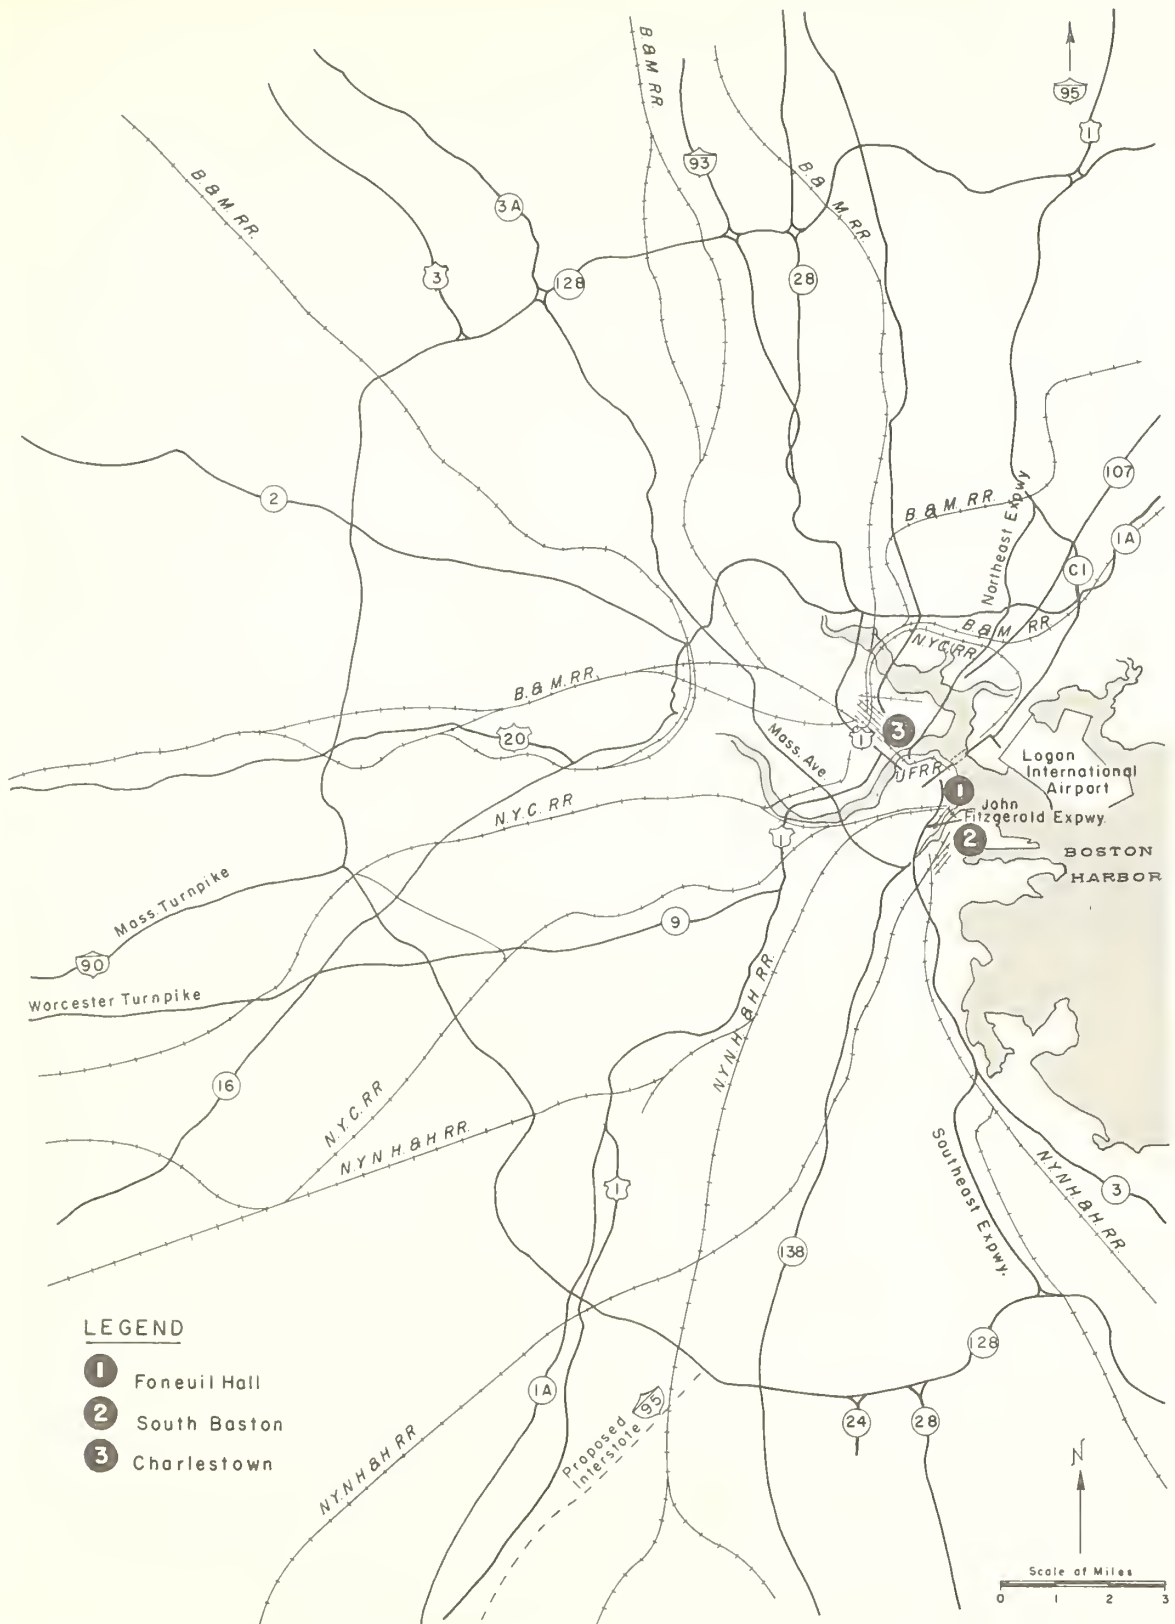 B. & M. RR.
95
1
93
B. & M. RR.
B. & M. RR.
3A
3
128
28
2
107
B. & M. RR.
Northeast Expwy
1A
C1
B. & M. RR
N.Y.C. RR.
B. & M. RR.
20
Mass. Ave.
1
3
UFRR
Logan
International
Airport
1
John
Fitzgerald Expwy.
N.Y.C. RR
1
2
BOSTON
HARBOR
Mass. Turnpike
9
90
Worcester Turnpike
N.Y.N.H. & H. RR.
16
N.Y.C. RR
N.Y.N.H. & H. RR.
Southeast Expwy.
N.Y.N.H. & H. RR.
3
1
138
LEGEND
1 Foneuil Hall
2 South Baston
3 Charlestown
128
1A
95
Proposed
Interstate
24
28
N.Y.N.H. & H. RR
N
Scale of Miles
0 1 2 3